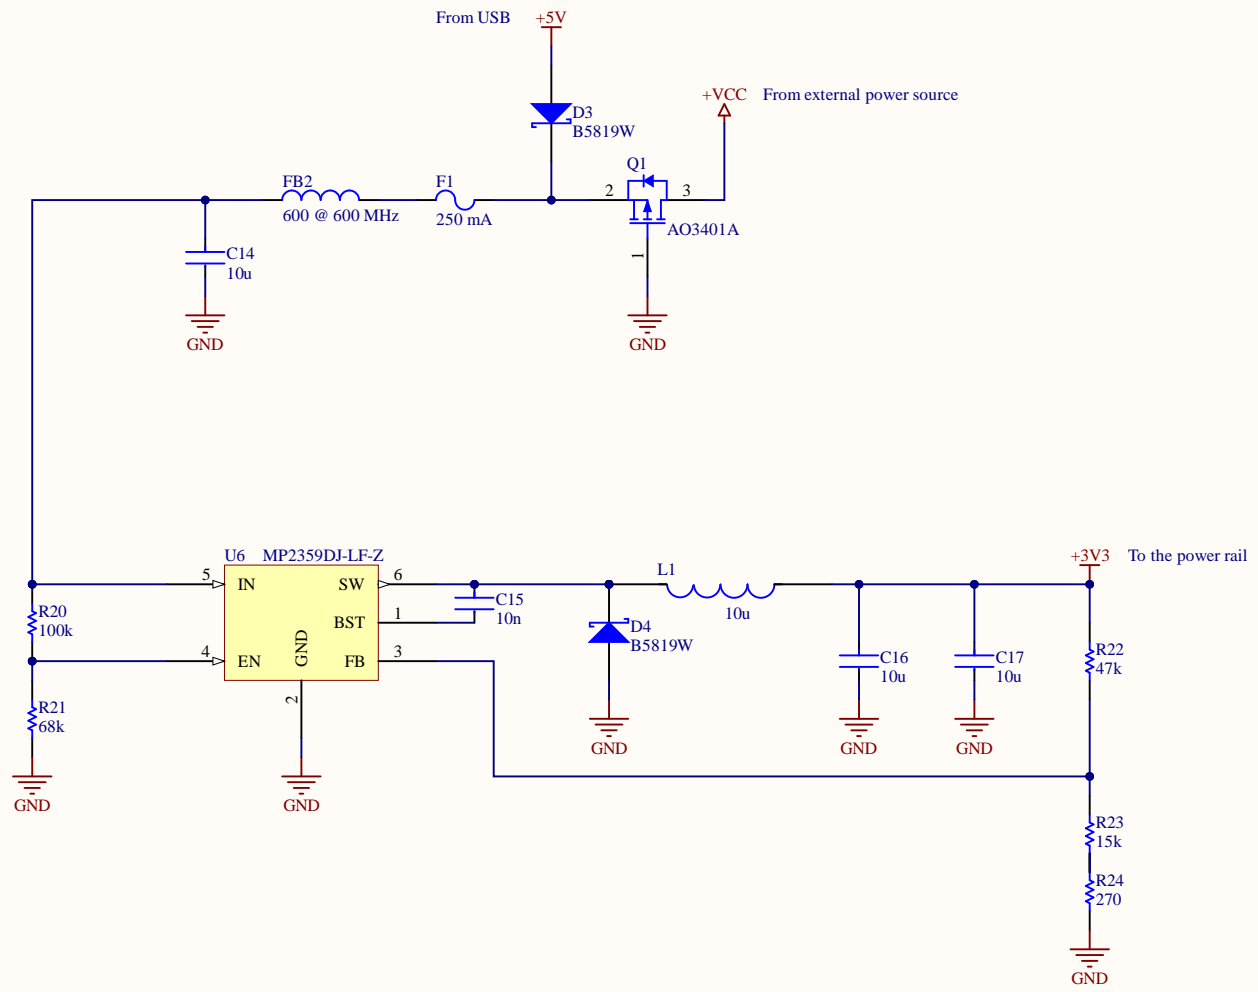 From USB +5V
+VCC From external power source
D3
B5819W
Q1
2 3
AO3401A
1
GND
FB2
600 @ 600 MHz
F1
250 mA
C14
10u
GND
U6 MP2359DJ-LF-Z
5 IN SW 6
BST 1
4 EN GND FB 3
2
GND
R20
100k
R21
68k
GND
C15
10n
D4
B5819W
GND
L1
10u
C16
10u
GND
C17
10u
GND
+3V3 To the power rail
R22
47k
R23
15k
R24
270
GND